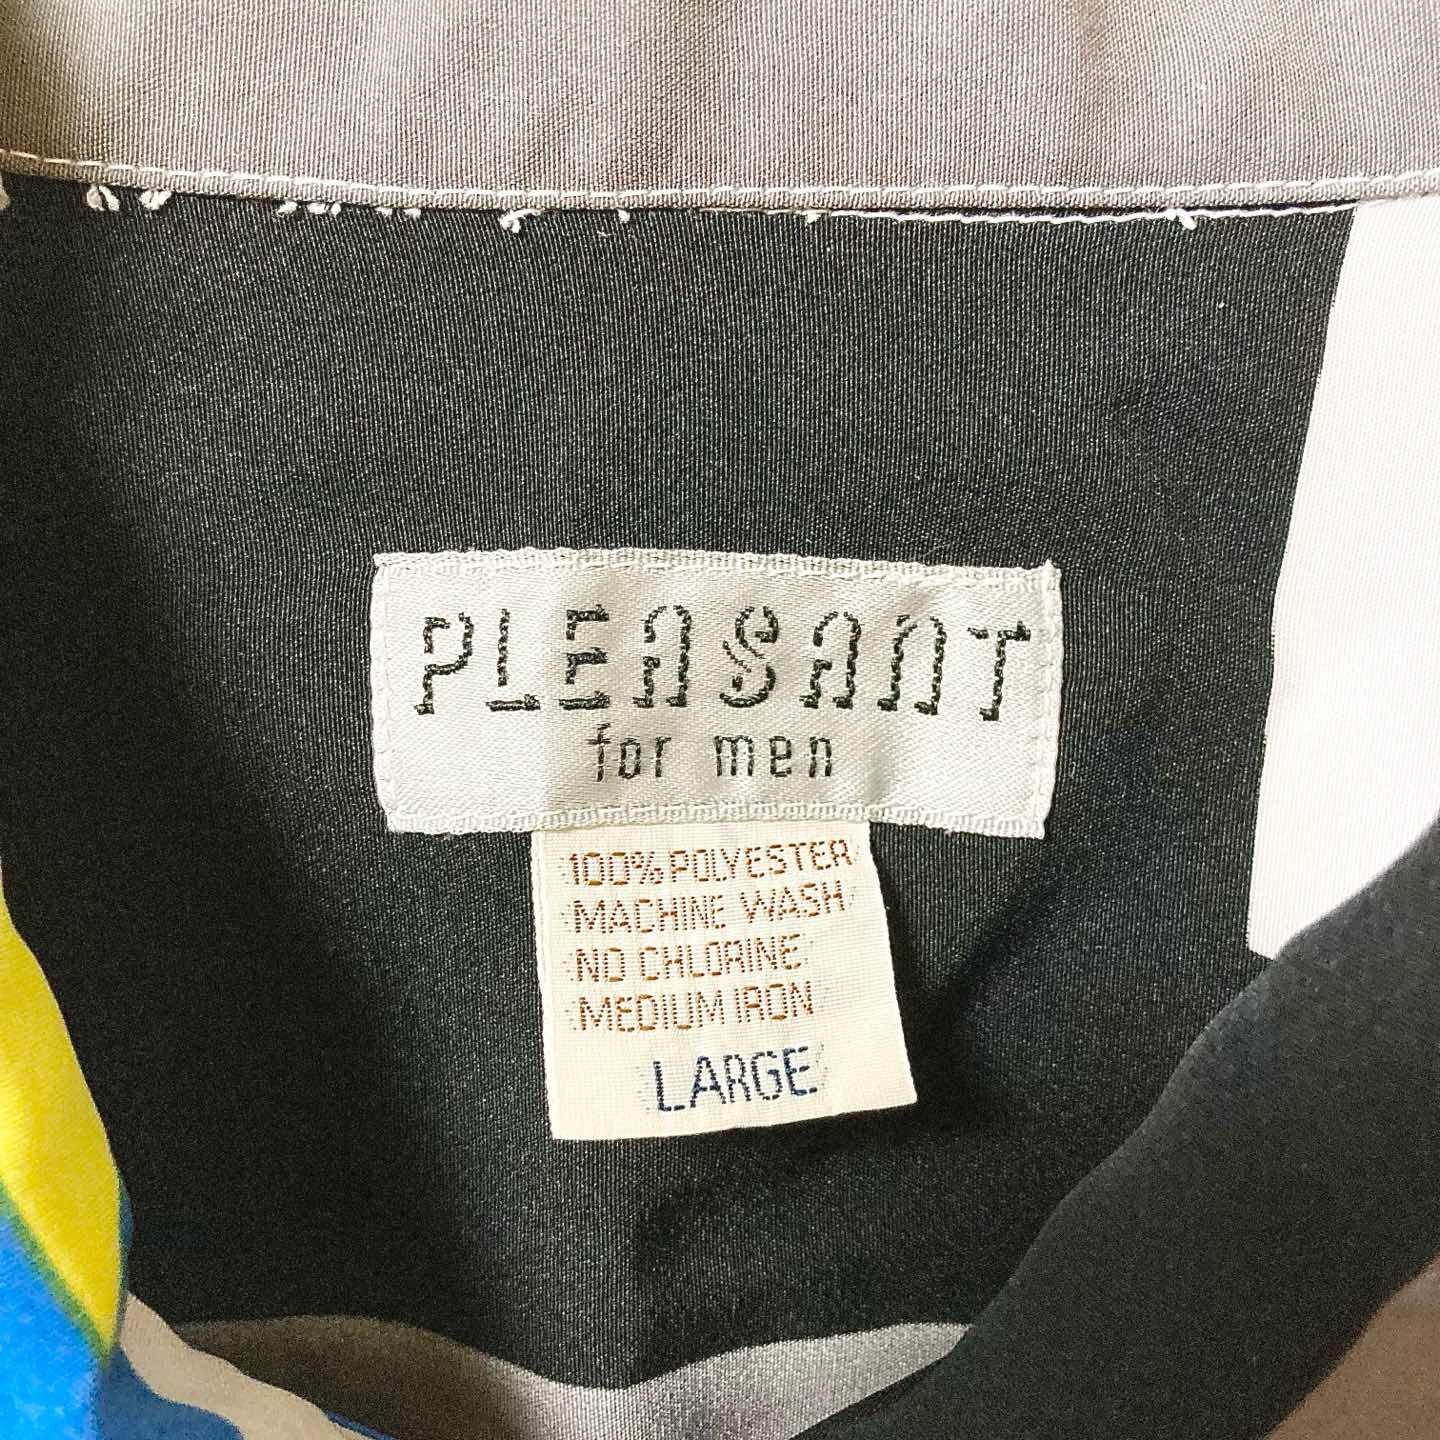 PLEASANT
for men
100% POLYESTER
MACHINE WASH
NO CHLORINE
MEDIUM IRON
LARGE